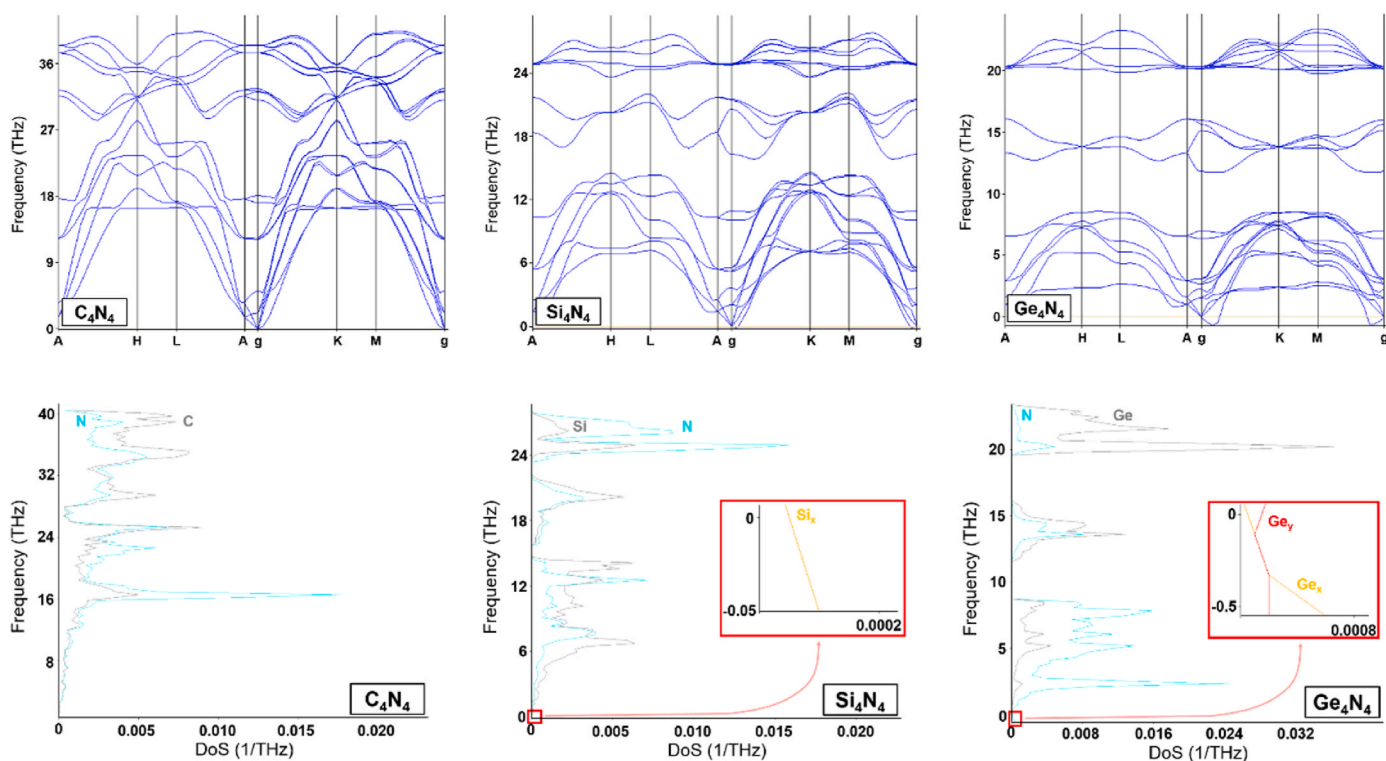 Frequency (THz)
36
27
18
9
0
C₄N₄
A H L A g K M g
Frequency (THz)
24
18
12
6
0
Si₄N₄
A H L A g K M g
Frequency (THz)
20
15
10
5
0
Ge₄N₄
A H L A g K M g
Frequency (THz)
40
32
24
16
8
N C
C₄N₄
0 0.005 0.010 0.015 0.020
DoS (1/THz)
Frequency (THz)
24
18
12
6
0
Si N
0
Siₓ
-0.05
0.0002
Si₄N₄
0 0.005 0.010 0.015 0.020
DoS (1/THz)
Frequency (THz)
20
15
10
5
0
N Ge
0
Geᵧ
Geₓ
-0.5
0.0008
Ge₄N₄
0 0.008 0.016 0.024 0.032
DoS (1/THz)